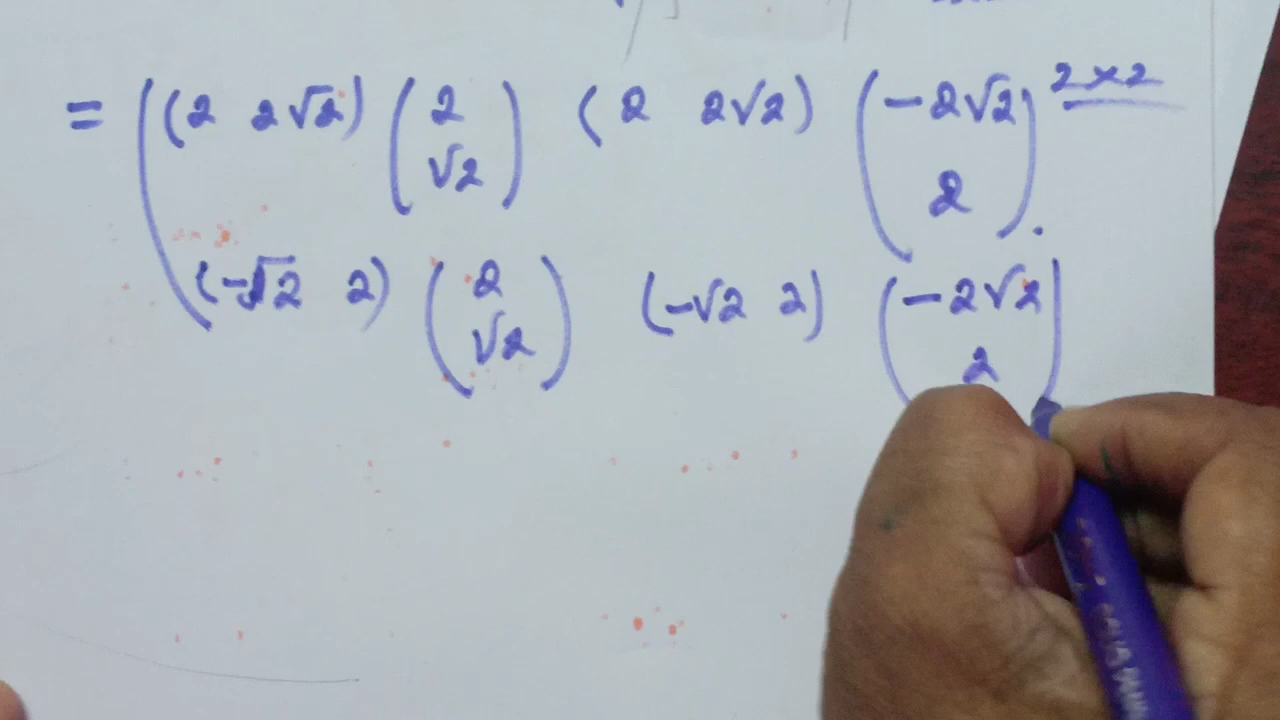 = ( (2 2√2) ( 2 √2 ) (2 2√2) ( -2√2 2 ) 2×2
(-√2 2) ( 2 √2 ) (-√2 2) ( -2√2 2 )